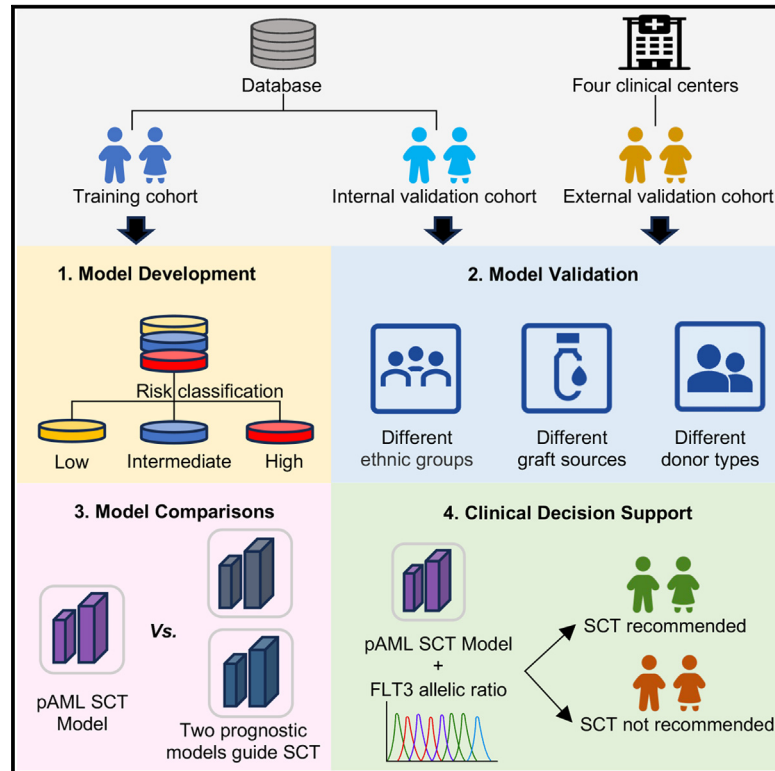 Database
Four clinical centers
Training cohort
Internal validation cohort
External validation cohort
1. Model Development
Risk classification
Low
Intermediate
High
2. Model Validation
Different
ethnic groups
Different
graft sources
Different
donor types
3. Model Comparisons
pAML SCT
Model
Vs.
Two prognostic
models guide SCT
4. Clinical Decision Support
pAML SCT Model
+
FLT3 allelic ratio
SCT recommended
SCT not recommended